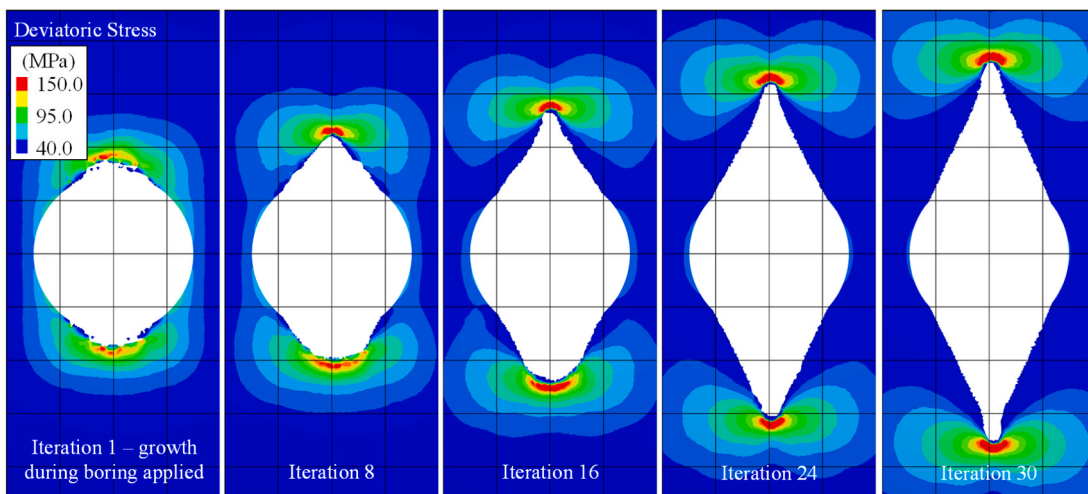 Deviatoric Stress
(MPa)
150.0
95.0
40.0
Iteration 1 – growth
during boring applied
Iteration 8
Iteration 16
Iteration 24
Iteration 30